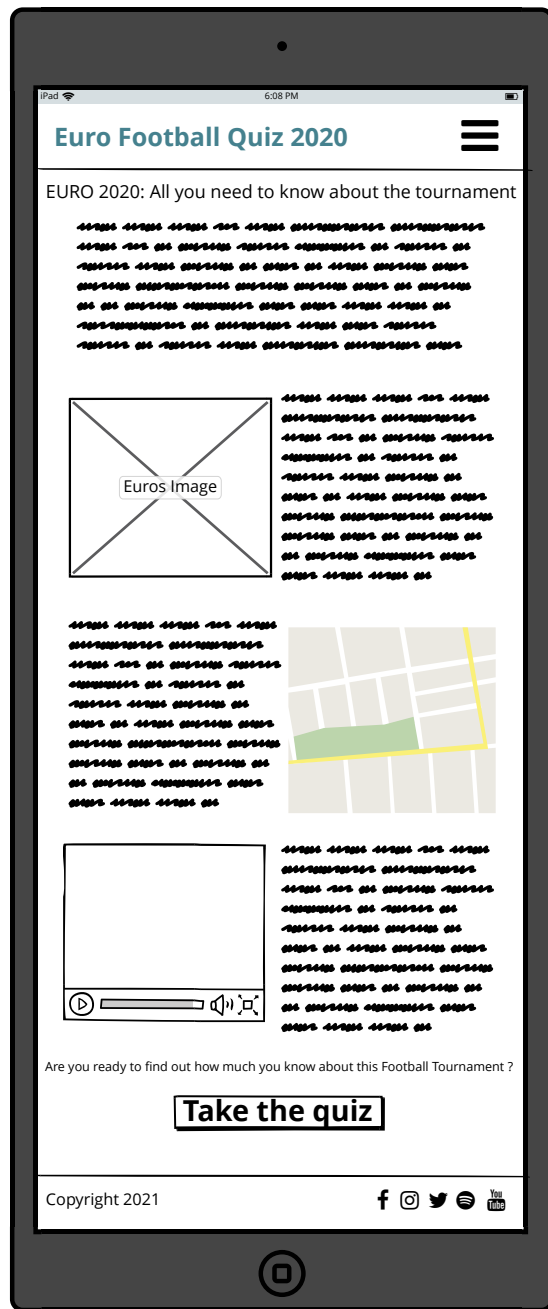 iPad 6:08 PM
Euro Football Quiz 2020
EURO 2020: All you need to know about the tournament
Euros Image
Are you ready to find out how much you know about this Football Tournament ?
Take the quiz
Copyright 2021
You
Tube